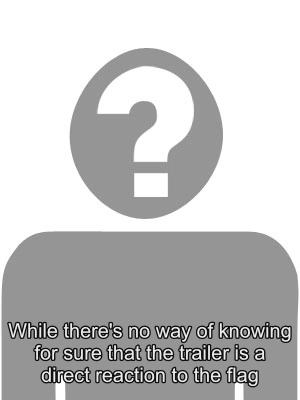 ?
While there's no way of knowing
for sure that the trailer is a
direct reaction to the flag